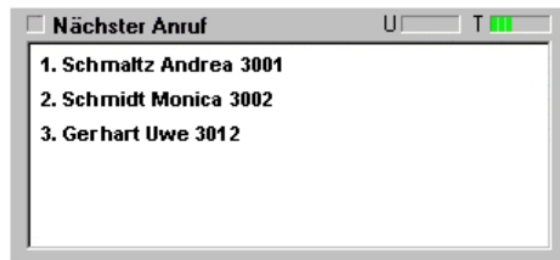 Nächster Anruf U T
1. Schmaltz Andrea 3001
2. Schmidt Monica 3002
3. Gerhart Uwe 3012